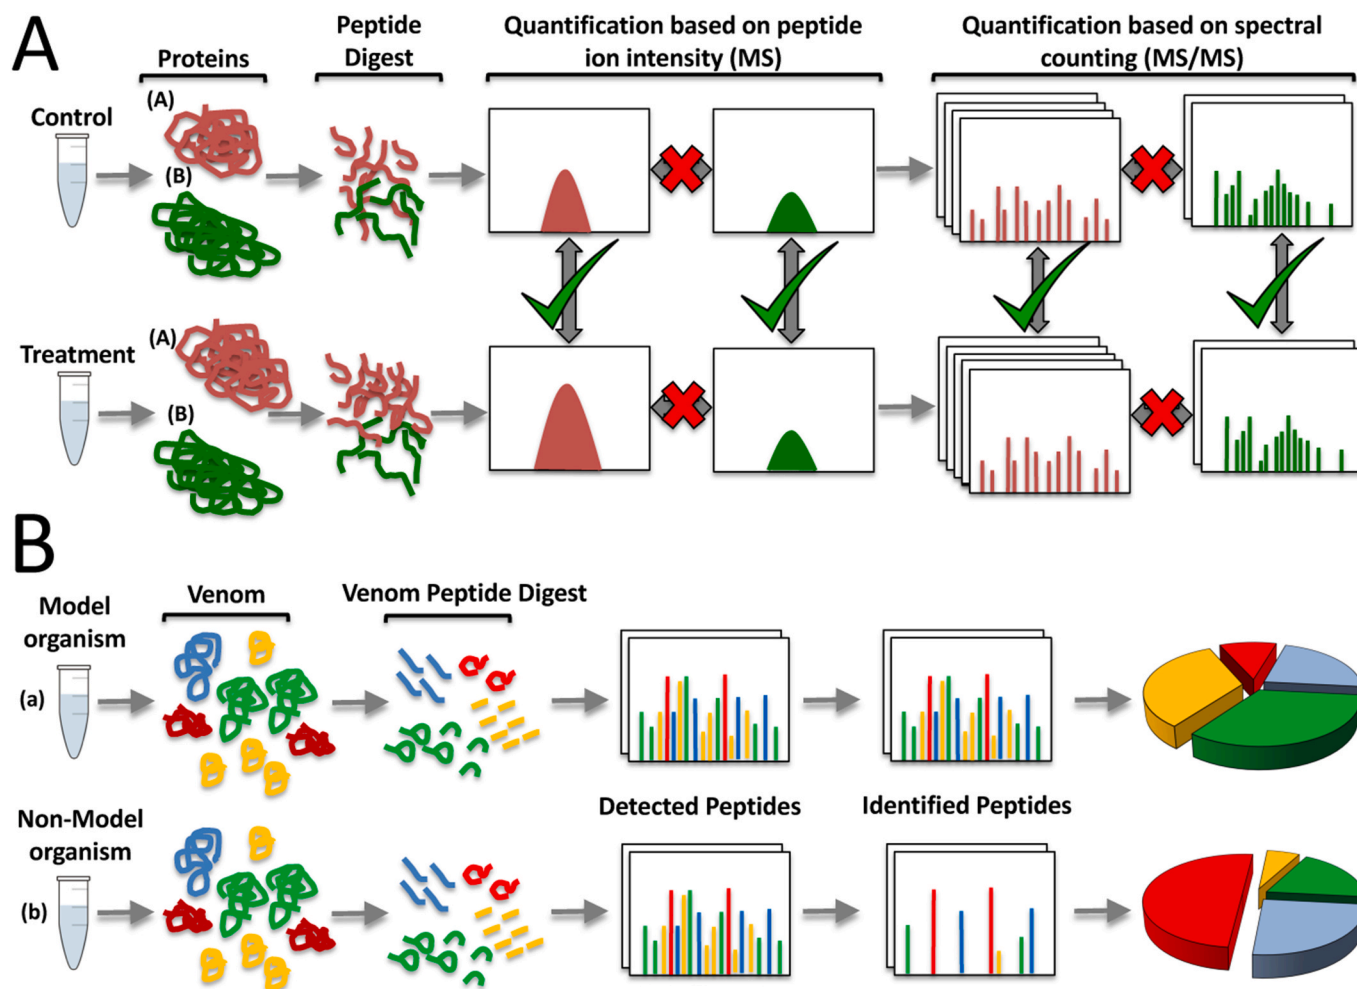 A
Proteins
Peptide
Digest
Quantification based on peptide
ion intensity (MS)
Quantification based on spectral
counting (MS/MS)
Control
(A)
(B)
Treatment
(A)
(B)
B
Model
organism
Venom
Venom Peptide Digest
(a)
Non-Model
organism
Detected Peptides
Identified Peptides
(b)